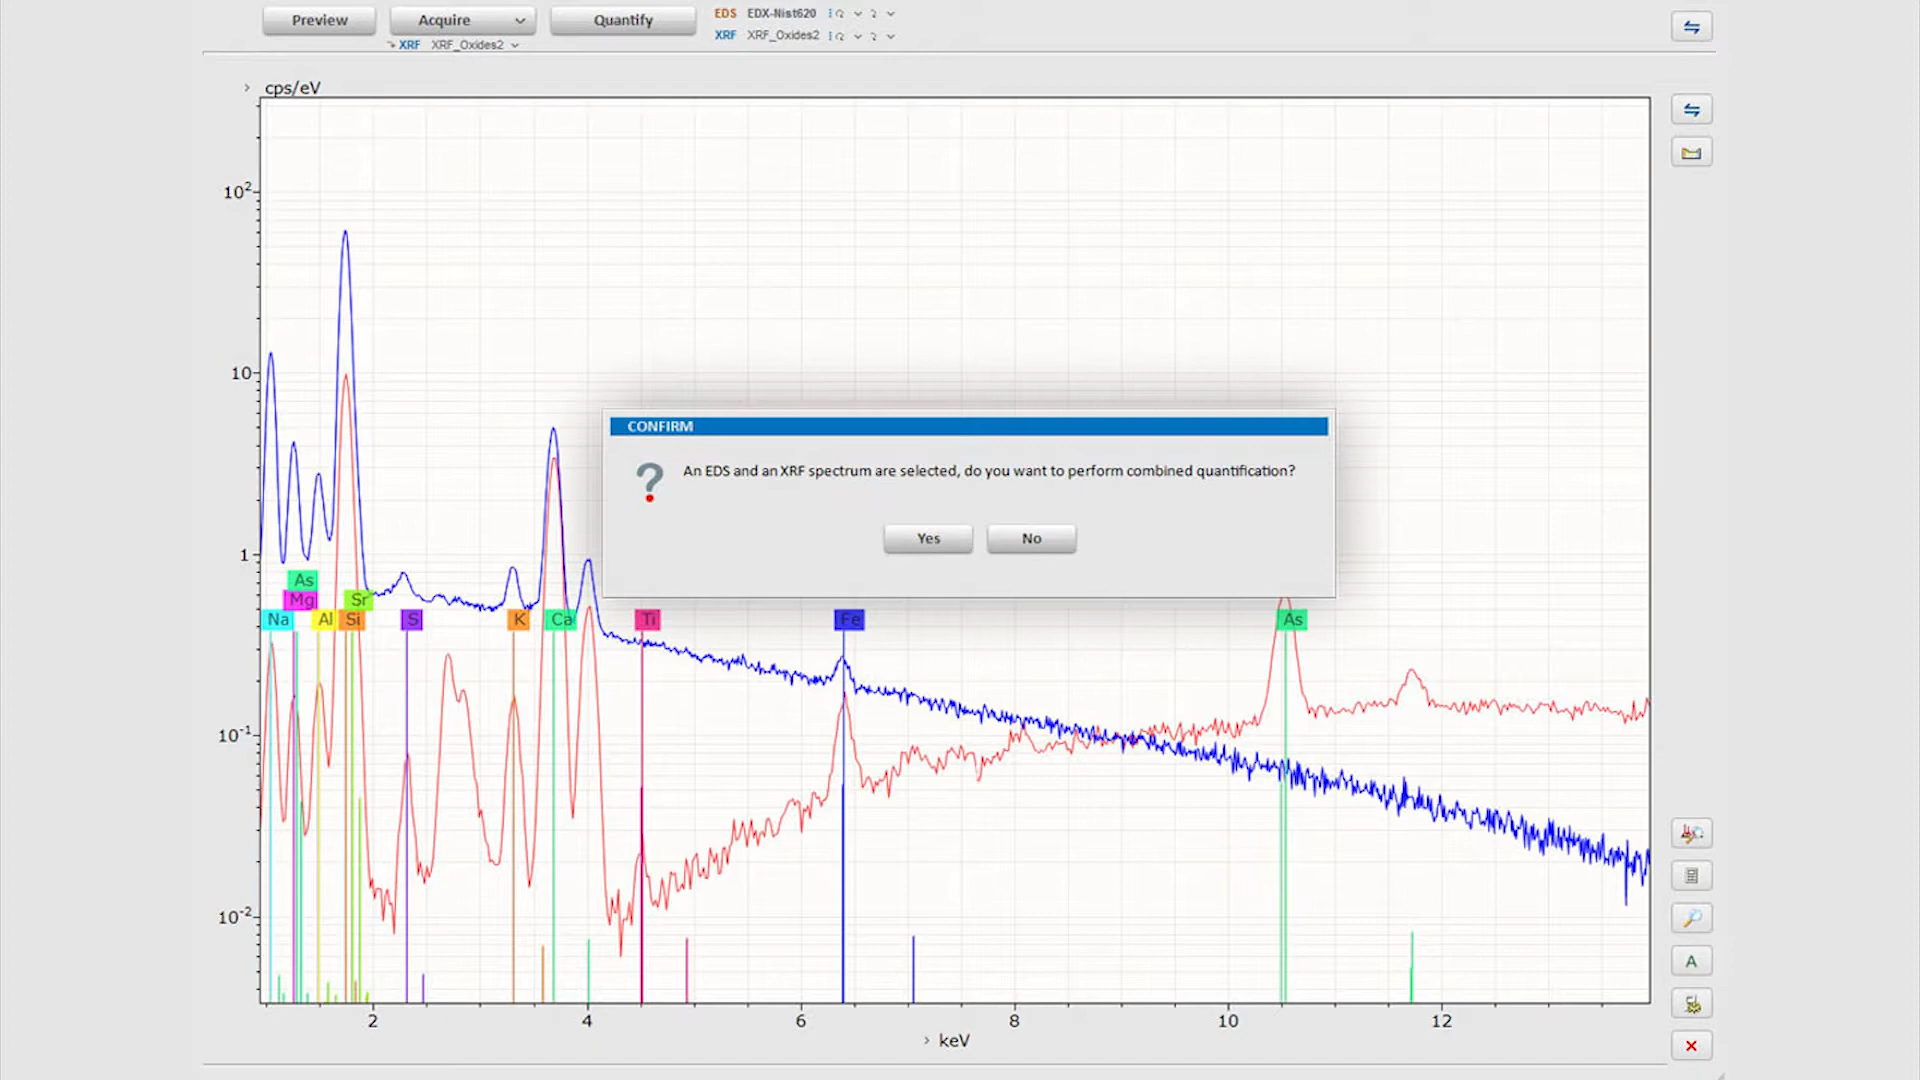 Preview
Acquire
Quantify
EDS EDX-Nist620
XRF XRF_Oxides2
XRF XRF_Oxides2
cps/eV
10²
10
1
10⁻¹
10⁻²
CONFIRM
An EDS and an XRF spectrum are selected, do you want to perform combined quantification?
Yes
No
As
Mg
Sr
Na
Al
Si
S
K
Ca
Ti
Fe
As
A
2
4
6
8
10
12
keV